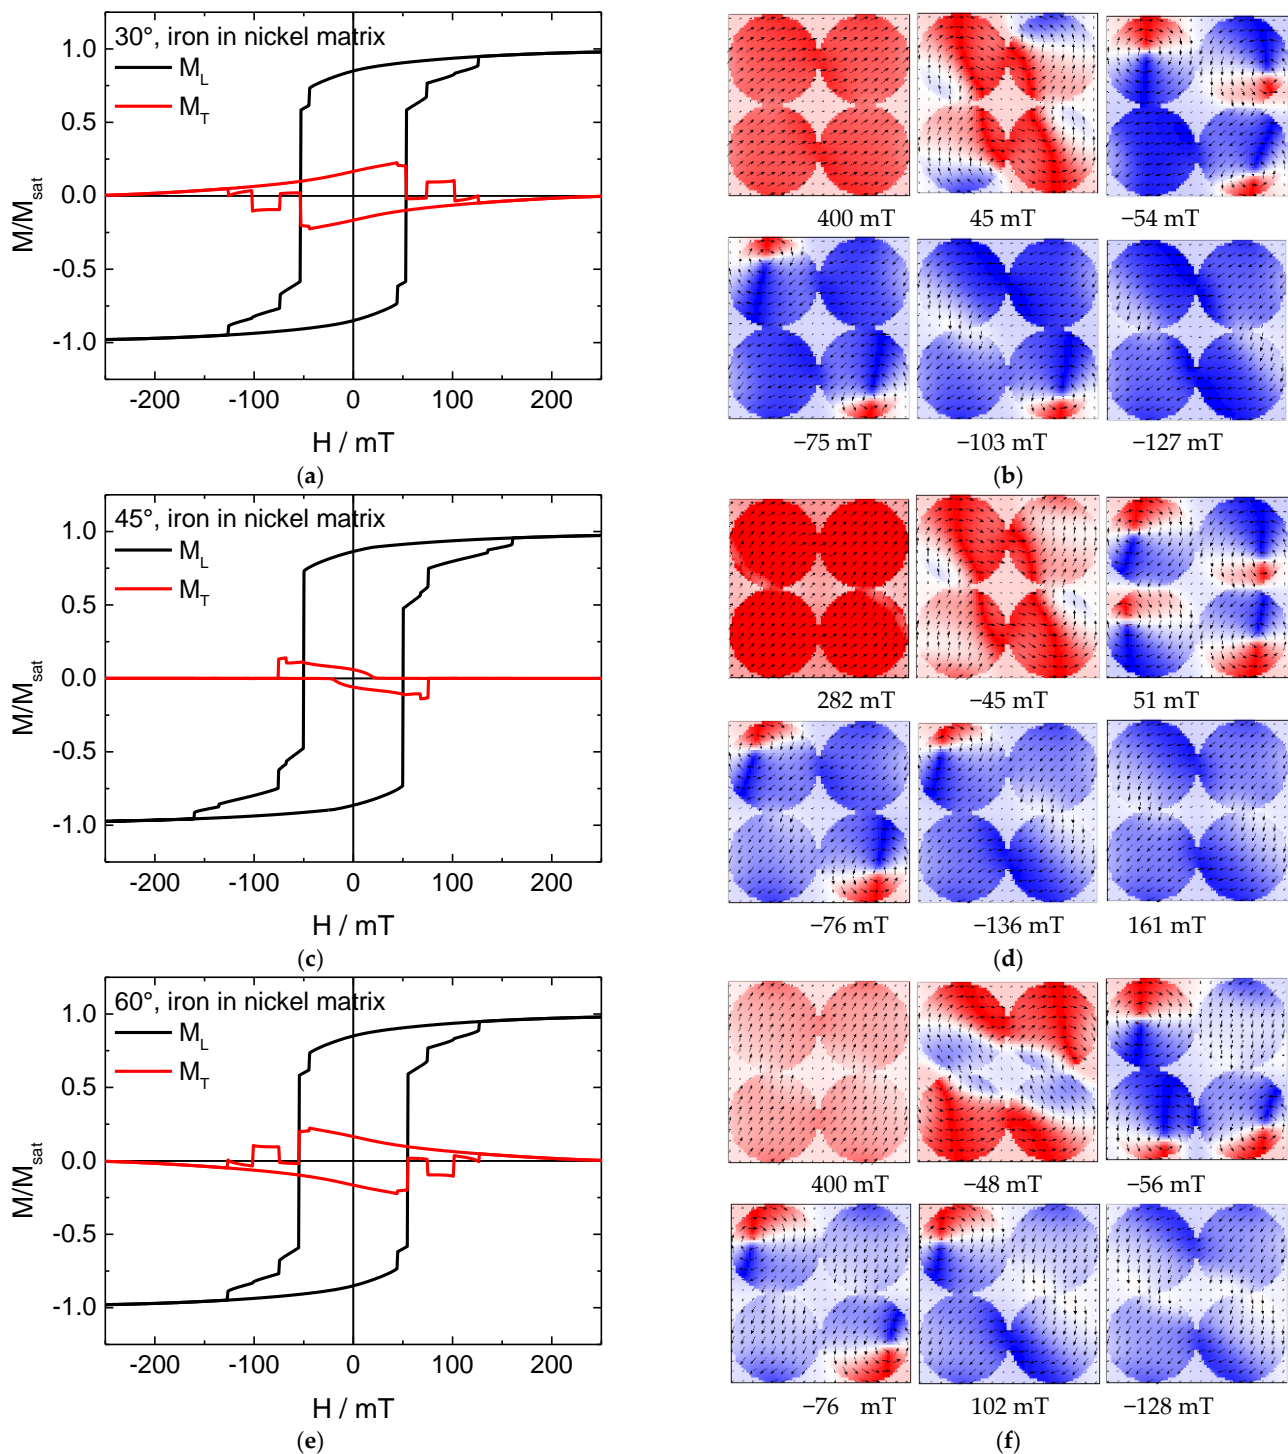 30°, iron in nickel matrix
M_L
M_T
1.0
0.5
0.0
-0.5
-1.0
M/M_sat
-200 -100 0 100 200
H / mT
(a)
400 mT 45 mT −54 mT
−75 mT −103 mT −127 mT
(b)
45°, iron in nickel matrix
M_L
M_T
1.0
0.5
0.0
-0.5
-1.0
M/M_sat
-200 -100 0 100 200
H / mT
(c)
282 mT −45 mT 51 mT
−76 mT −136 mT 161 mT
(d)
60°, iron in nickel matrix
M_L
M_T
1.0
0.5
0.0
-0.5
-1.0
M/M_sat
-200 -100 0 100 200
H / mT
(e)
400 mT −48 mT −56 mT
−76 mT 102 mT −128 mT
(f)